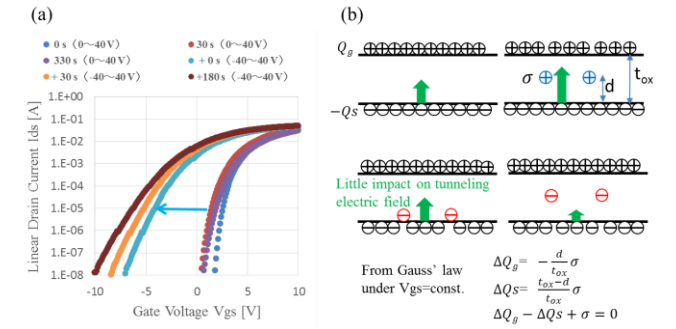 (a)
0 s (0～40V)
30 s (0～40V)
330 s (0～40V)
+ 0 s (-40～40V)
+ 30 s (-40～40V)
+180 s (-40～40V)
Linear Drain Current Ids [A]
1.E+00
1.E-01
1.E-02
1.E-03
1.E-04
1.E-05
1.E-06
1.E-07
1.E-08
-10 -5 0 5 10
Gate Voltage Vgs [V]
(b)
Qg
σ
d
tox
−Qs
Little impact on tunneling
electric field
From Gauss’ law
under Vgs=const.
ΔQg= − d/tox σ
ΔQs= tox−d/tox σ
ΔQg − ΔQs + σ = 0